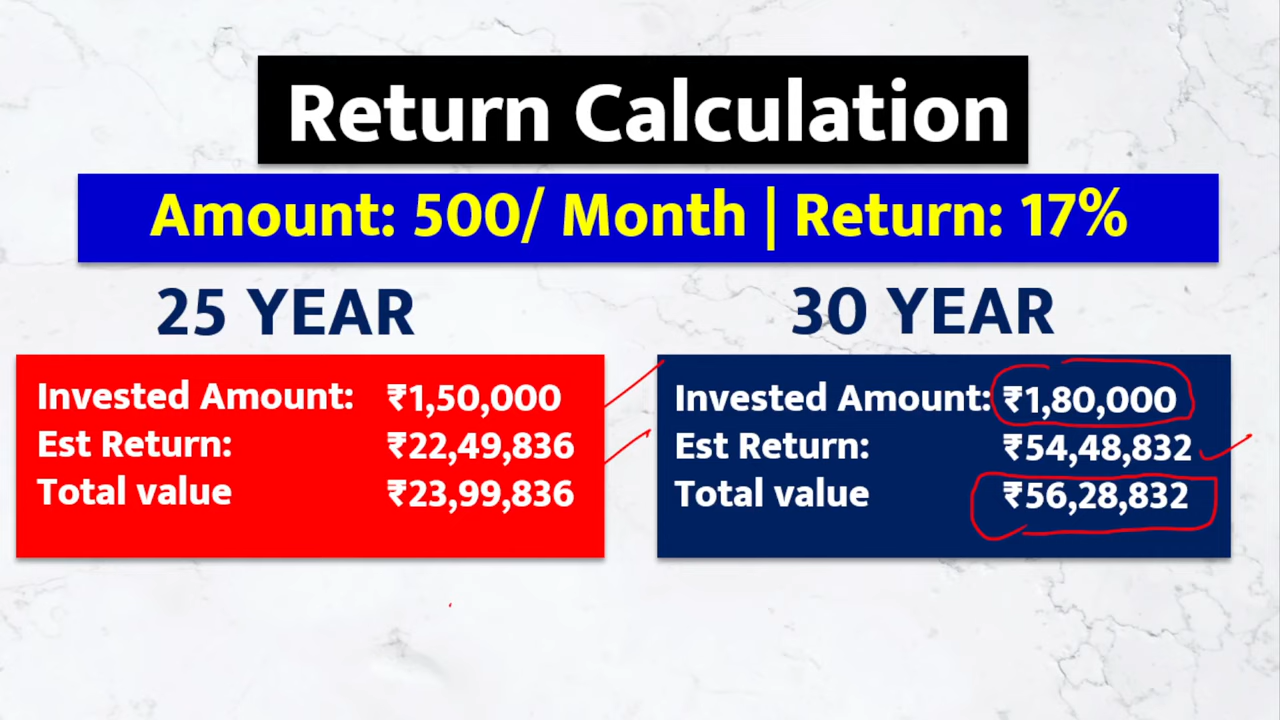 Return Calculation
Amount: 500/ Month | Return: 17%
25 YEAR
Invested Amount: ₹1,50,000
Est Return: ₹22,49,836
Total value ₹23,99,836
30 YEAR
Invested Amount: ₹1,80,000
Est Return: ₹54,48,832
Total value ₹56,28,832